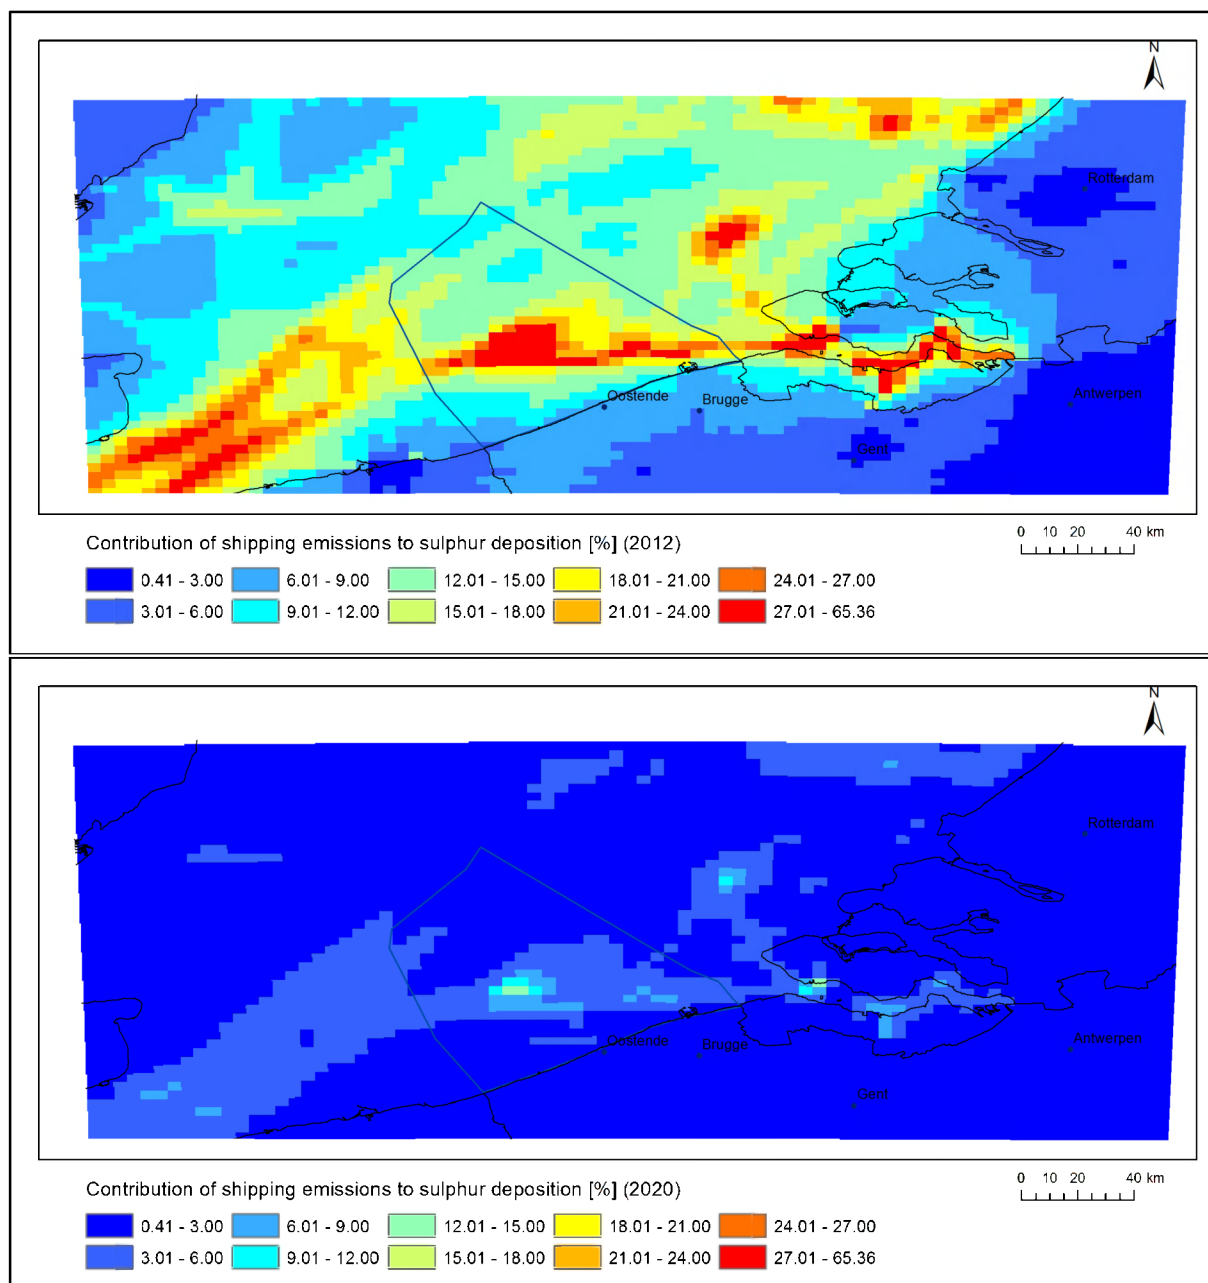 N
Rotterdam
Oostende
Brugge
Antwerpen
Gent
0 10 20 40 km
Contribution of shipping emissions to sulphur deposition [%] (2012)
0.41 - 3.00 6.01 - 9.00 12.01 - 15.00 18.01 - 21.00 24.01 - 27.00
3.01 - 6.00 9.01 - 12.00 15.01 - 18.00 21.01 - 24.00 27.01 - 65.36
N
Rotterdam
Oostende
Brugge
Antwerpen
Gent
0 10 20 40 km
Contribution of shipping emissions to sulphur deposition [%] (2020)
0.41 - 3.00 6.01 - 9.00 12.01 - 15.00 18.01 - 21.00 24.01 - 27.00
3.01 - 6.00 9.01 - 12.00 15.01 - 18.00 21.01 - 24.00 27.01 - 65.36